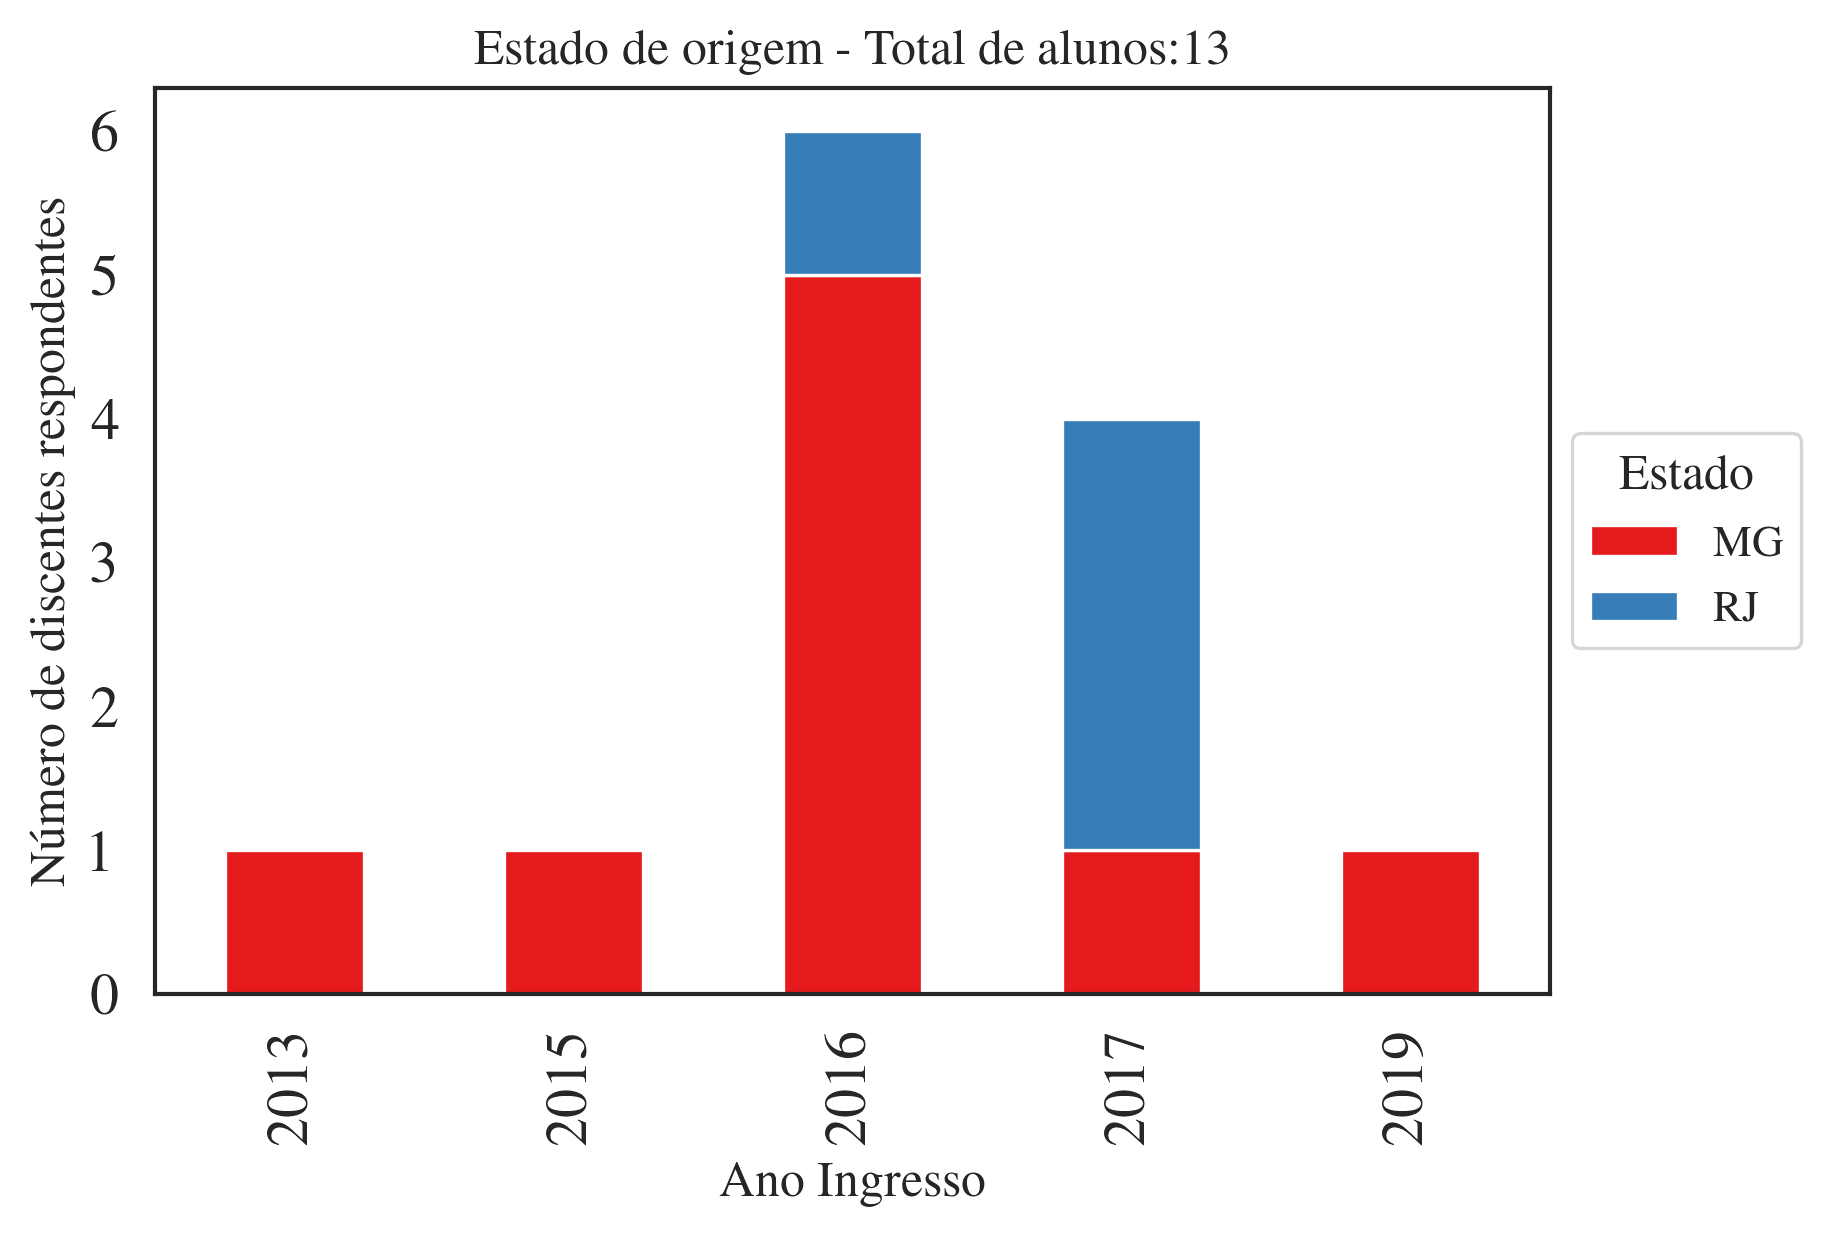 Estado de origem - Total de alunos:13
Número de discentes respondentes
6
5
4
3
2
1
0
2013
2015
2016
2017
2019
Ano Ingresso
Estado
MG
RJ